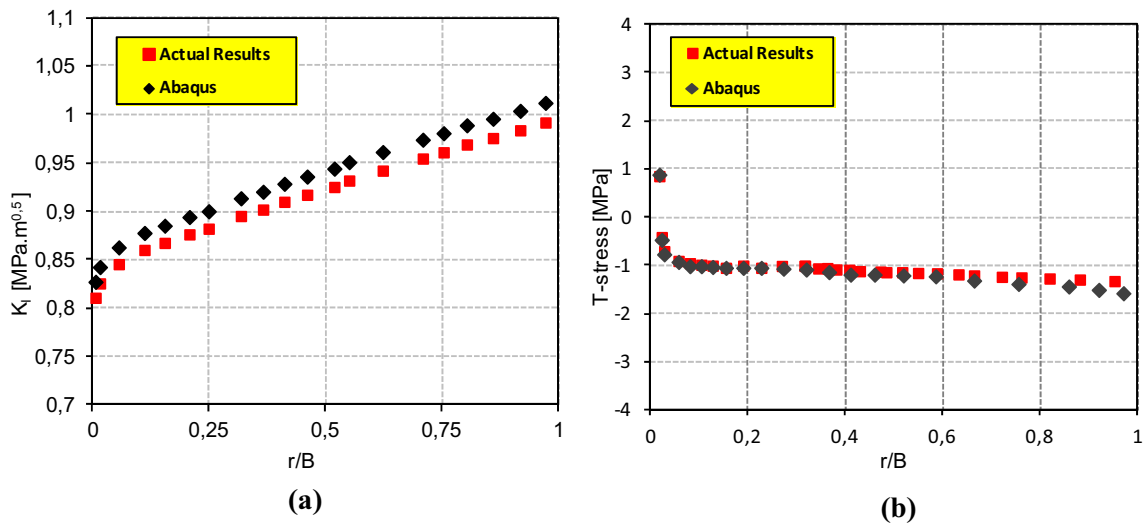 1,1
1,05
1
0,95
0,9
0,85
0,8
0,75
0,7
K_I [MPa.m^0.5]
Actual Results
Abaqus
0 0,25 0,5 0,75 1
r/B
(a)
4
3
2
1
0
-1
-2
-3
-4
T-stress [MPa]
Actual Results
Abaqus
0 0,2 0,4 0,6 0,8 1
r/B
(b)